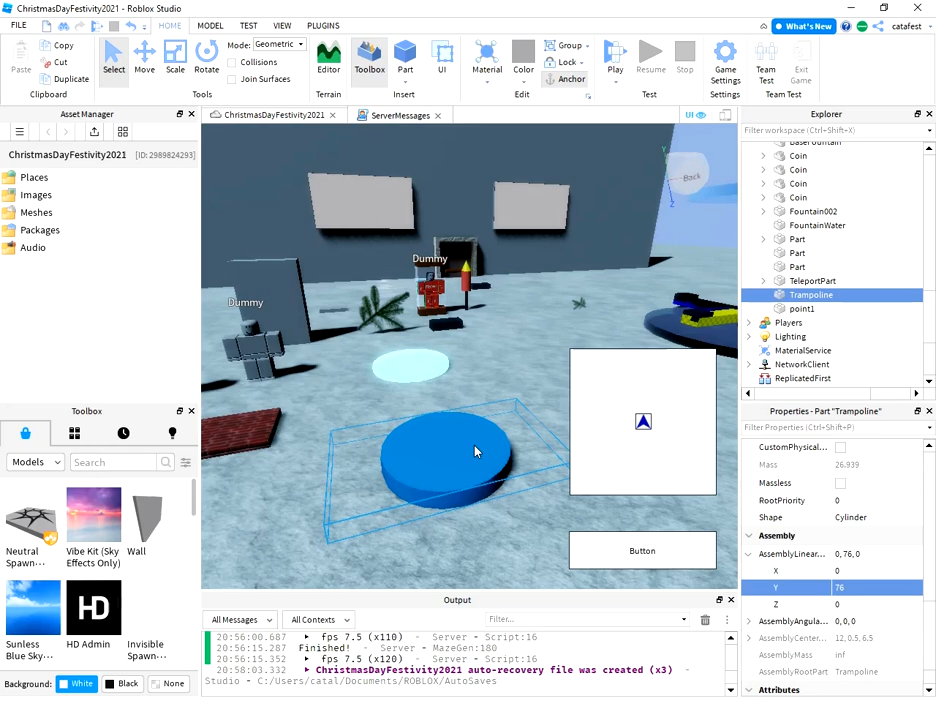 ChristmasDayFestivity2021 - Roblox Studio
FILE HOME MODEL TEST VIEW PLUGINS What's New catafest
Paste Copy Cut Duplicate
Select Move Scale Rotate
Mode: Geometric
Collisions
Join Surfaces
Editor Toolbox Part UI
Material Color Group Lock Anchor
Play Resume Stop
Game Settings Team Test Exit Game
Clipboard Tools Terrain Insert Edit Test Settings Team Test
Asset Manager
ChristmasDayFestivity2021 [ID: 2989824293]
Places
Images
Meshes
Packages
Audio
Toolbox
Models Search
Neutral Spawn...
Vibe Kit (Sky Effects Only)
Wall
HD
Sunless Blue Sky...
HD Admin
Invisible Spawn...
Background: White Black None
ChristmasDayFestivity2021 ServerMessages UI
Back
Y
Z
Dummy
Dummy
Button
Output
All Messages All Contexts Filter...
20:56:00.687 fps 7.5 (x110) - Server - Script:16
20:56:15.287 Finished! - Server - MazeGen:180
20:56:15.352 fps 7.5 (x120) - Server - Script:16
20:58:03.332 ChristmasDayFestivity2021 auto-recovery file was created (x3) -
Studio - C:/Users/catal/Documents/ROBLOX/AutoSaves
Explorer
Filter workspace (Ctrl+Shift+X)
BaseFountain
Coin
Coin
Coin
Coin
Fountain002
FountainWater
Part
Part
Part
TeleportPart
Trampoline
point1
Players
Lighting
MaterialService
NetworkClient
ReplicatedFirst
Properties - Part "Trampoline"
Filter Properties (Ctrl+Shift+P)
CustomPhysical...
Mass 26.939
Massless
RootPriority 0
Shape Cylinder
Assembly
AssemblyLinear... 0, 76, 0
X 0
Y 76
Z 0
AssemblyAngula... 0, 0, 0
AssemblyCenter... 12, 0.5, 6.5
AssemblyMass inf
AssemblyRootPart Trampoline
Attributes